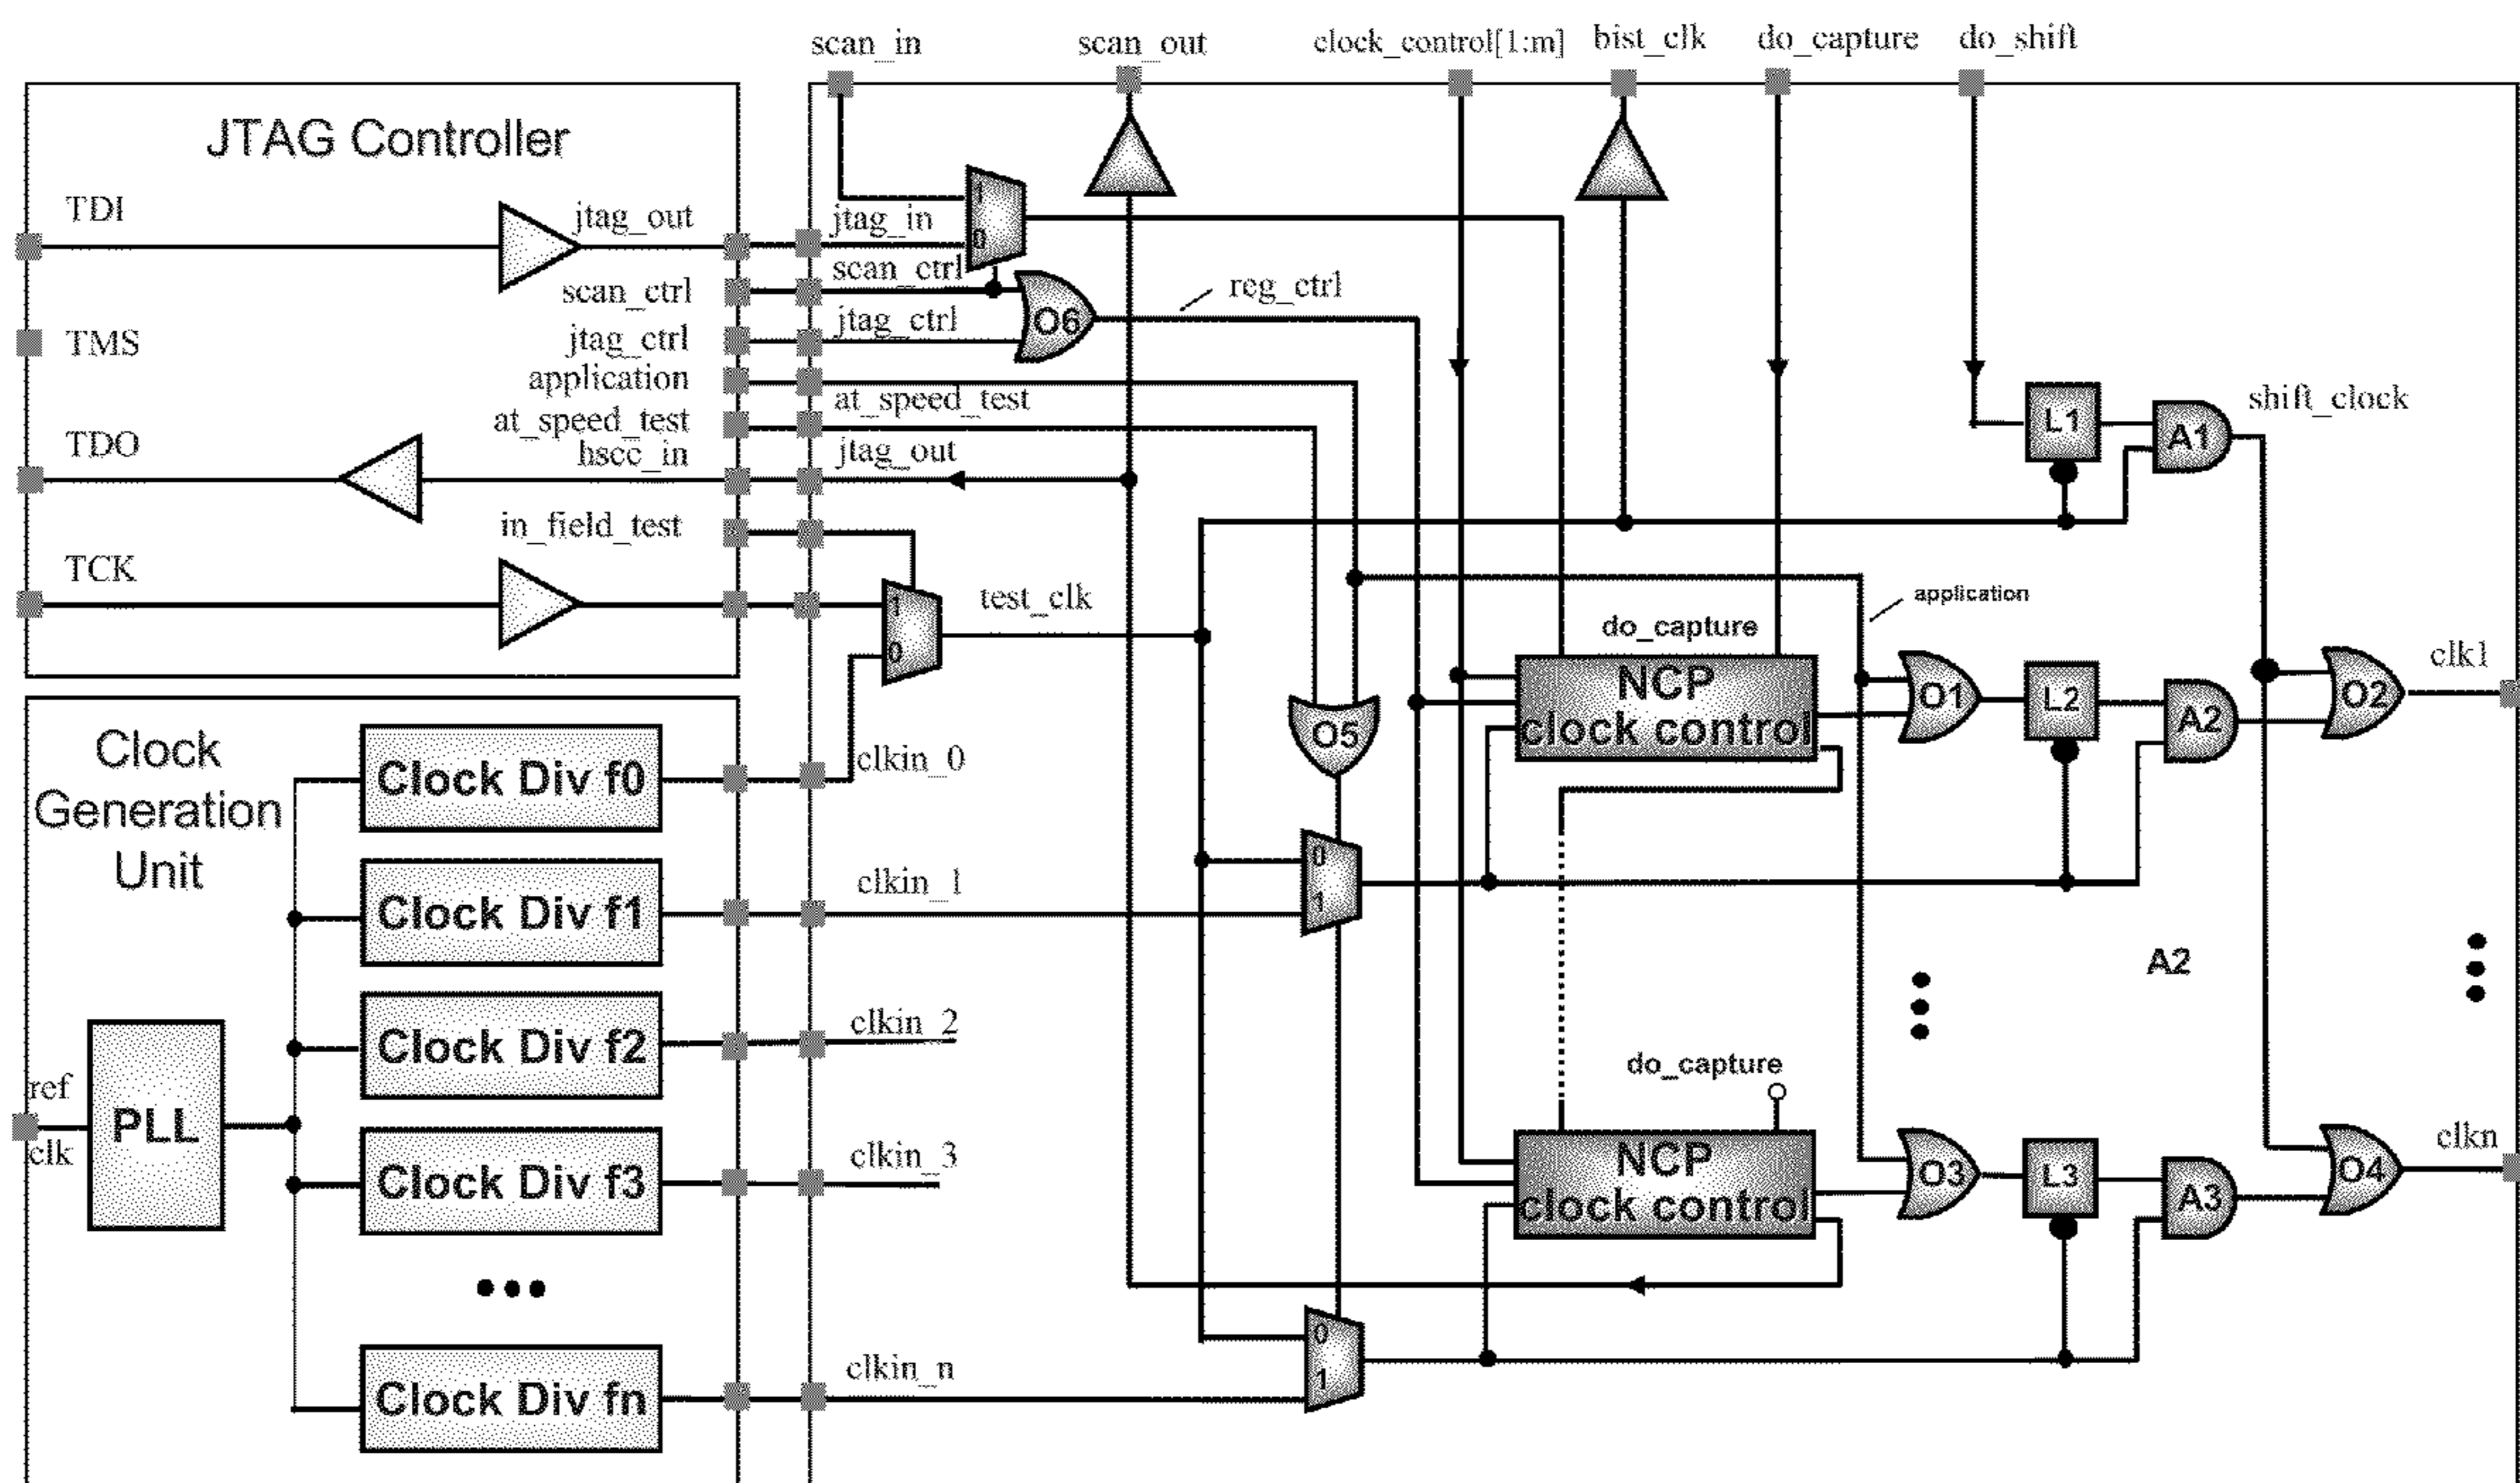 scan_in
scan_out
clock_control[1:m]
bist_clk
do_capture
do_shift
JTAG Controller
TDI
jtag_out
jtag_in
1
0
scan_ctrl
scan_ctrl
reg_ctrl
O6
TMS
jtag_ctrl
jtag_ctrl
application
at_speed_test
at_speed_test
TDO
hscc_in
jtag_out
L1
A1
shift_clock
in_field_test
TCK
1
0
test_clk
application
do_capture
NCP
clock control
O1
L2
A2
O2
clk1
O5
Clock
Generation
Unit
Clock Div f0
clkin_0
Clock Div f1
clkin_1
0
1
A2
Clock Div f2
clkin_2
ref
clk
PLL
Clock Div f3
clkin_3
do_capture
NCP
clock control
O3
L3
A3
O4
clkn
Clock Div fn
clkin_n
0
1